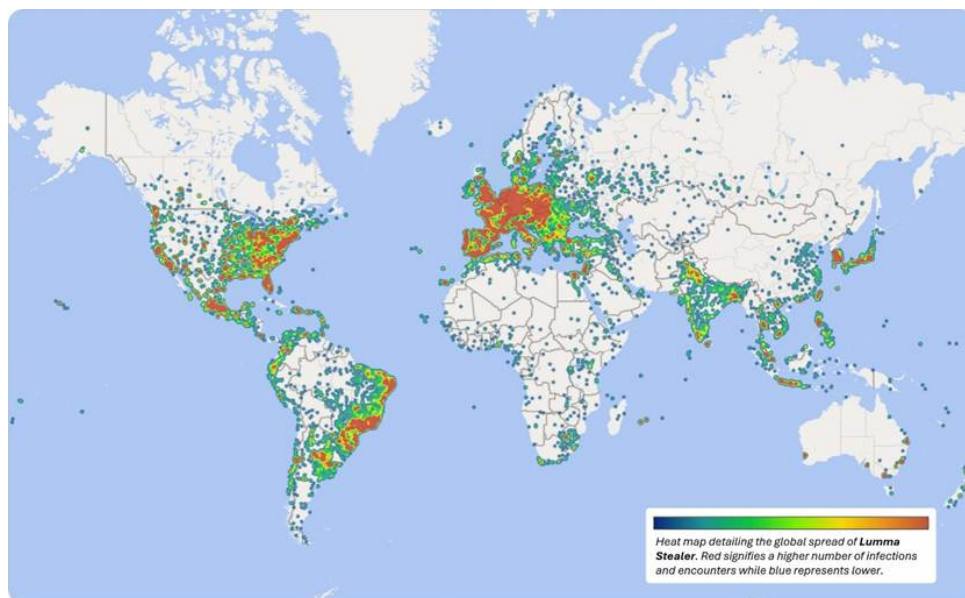 Heat map detailing the global spread of Lumma
Stealer. Red signifies a higher number of infections
and encounters while blue represents lower.